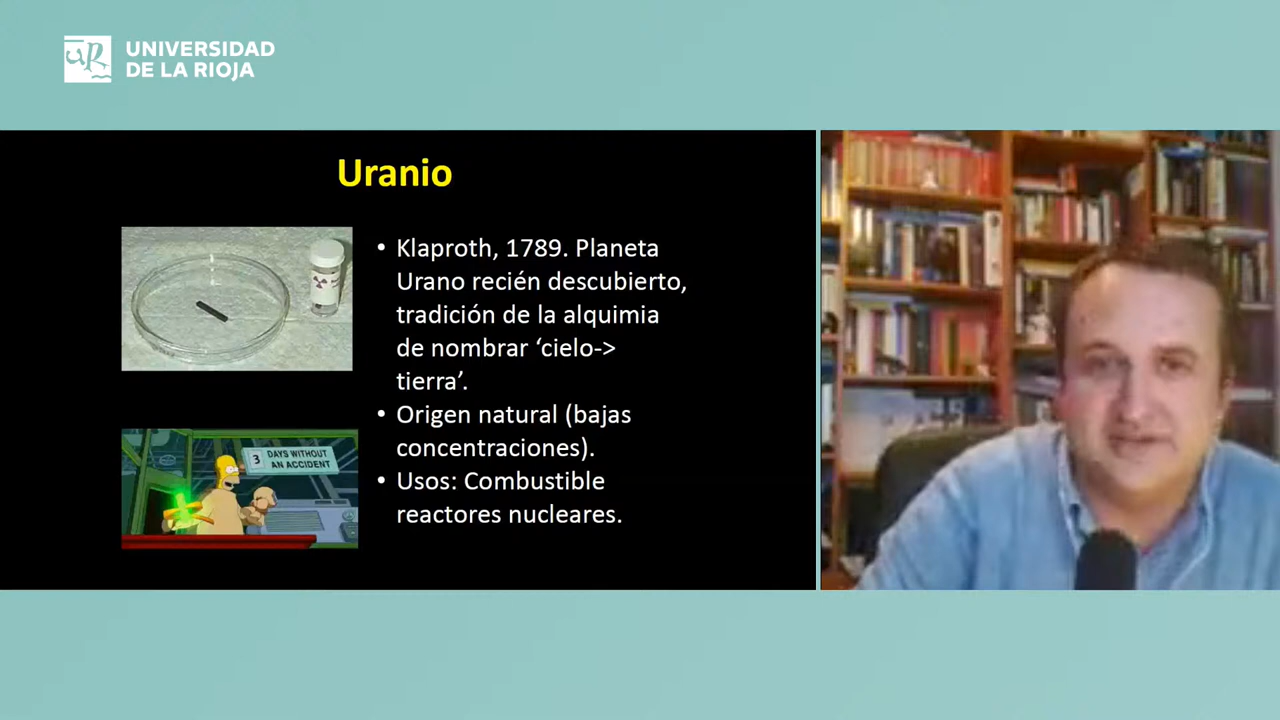 UNIVERSIDAD
DE LA RIOJA
Uranio
• Klaproth, 1789. Planeta
Urano recién descubierto,
tradición de la alquimia
de nombrar ‘cielo->
tierra’.
• Origen natural (bajas
concentraciones).
• Usos: Combustible
reactores nucleares.
3 DAYS WITHOUT
AN ACCIDENT